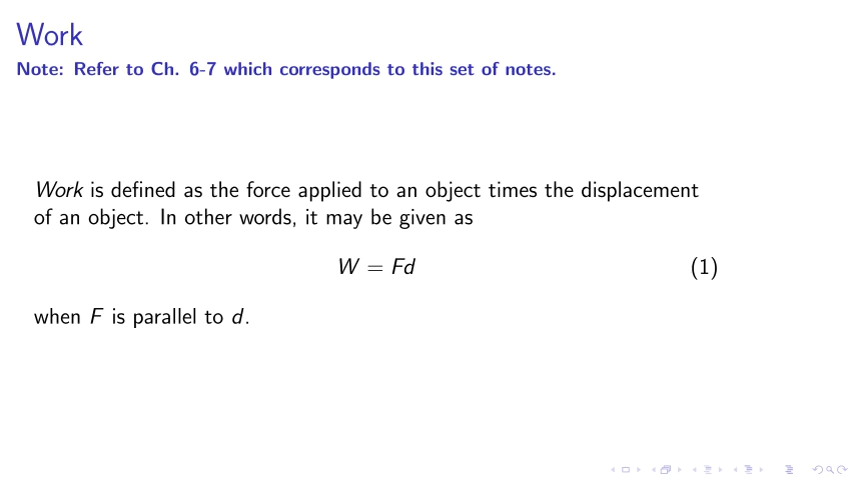 Work
Note: Refer to Ch. 6-7 which corresponds to this set of notes.
Work is defined as the force applied to an object times the displacement
of an object. In other words, it may be given as
W = Fd (1)
when F is parallel to d.